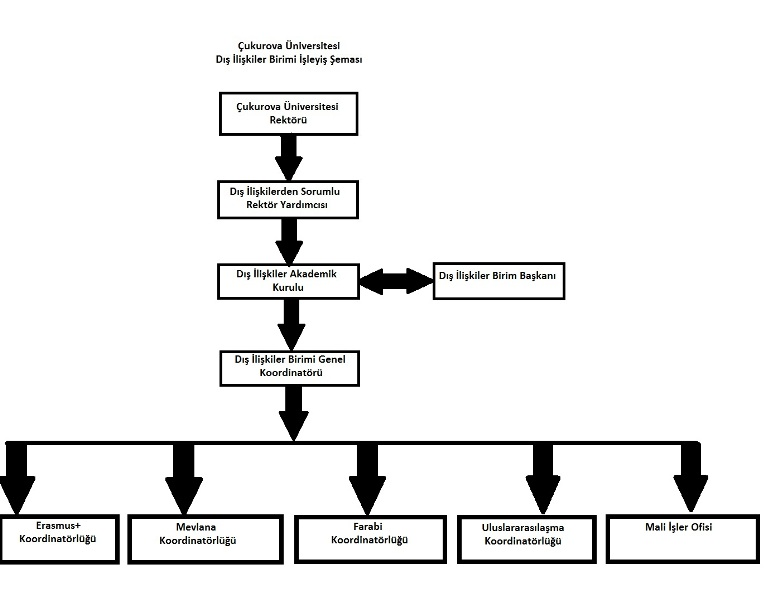 Çukurova Üniversitesi
Dış İlişkiler Birimi İşleyiş Şeması
Çukurova Üniversitesi
Rektörü
Dış İlişkilerden Sorumlu
Rektör Yardımcısı
Dış İlişkiler Akademik
Kurulu
Dış İlişkiler Birim Başkanı
Dış İlişkiler Birimi Genel
Koordinatörü
Erasmus+
Koordinatörlüğü
Mevlana
Koordinatörlüğü
Farabi
Koordinatörlüğü
Uluslararasılaşma
Koordinatörlüğü
Mali İşler Ofisi